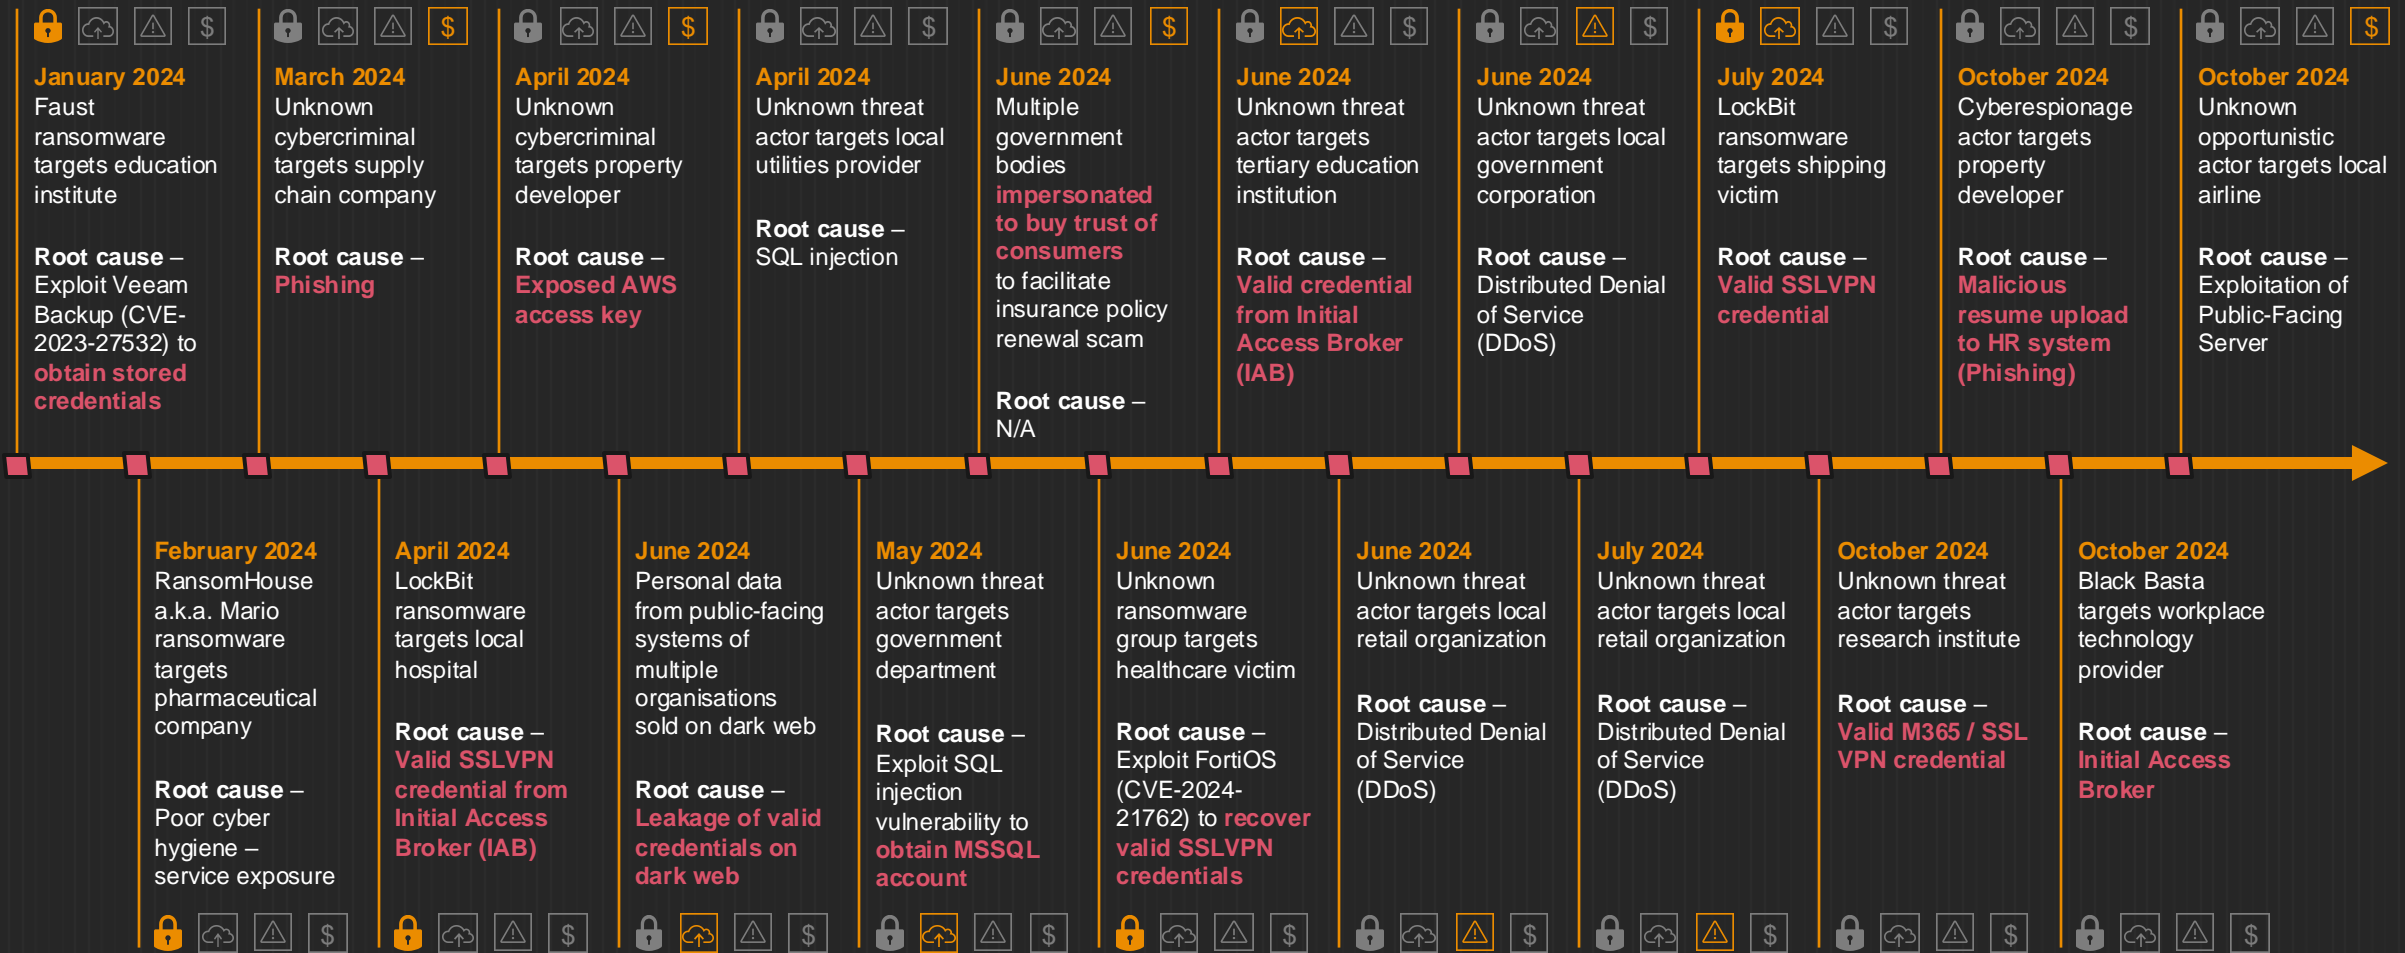 January 2024
Faust
ransomware
targets education
institute
Root cause –
Exploit Veeam
Backup (CVE-
2023-27532) to
obtain stored
credentials
March 2024
Unknown
cybercriminal
targets supply
chain company
Root cause –
Phishing
April 2024
Unknown
cybercriminal
targets property
developer
Root cause –
Exposed AWS
access key
April 2024
Unknown threat
actor targets local
utilities provider
Root cause –
SQL injection
June 2024
Multiple
government
bodies
impersonated
to buy trust of
consumers
to facilitate
insurance policy
renewal scam
Root cause –
N/A
June 2024
Unknown threat
actor targets
tertiary education
institution
Root cause –
Valid credential
from Initial
Access Broker
(IAB)
June 2024
Unknown threat
actor targets local
government
corporation
Root cause –
Distributed Denial
of Service
(DDoS)
July 2024
LockBit
ransomware
targets shipping
victim
Root cause –
Valid SSLVPN
credential
October 2024
Cyberespionage
actor targets
property
developer
Root cause –
Malicious
resume upload
to HR system
(Phishing)
October 2024
Unknown
opportunistic
actor targets local
airline
Root cause –
Exploitation of
Public-Facing
Server
February 2024
RansomHouse
a.k.a. Mario
ransomware
targets
pharmaceutical
company
Root cause –
Poor cyber
hygiene –
service exposure
April 2024
LockBit
ransomware
targets local
hospital
Root cause –
Valid SSLVPN
credential from
Initial Access
Broker (IAB)
June 2024
Personal data
from public-facing
systems of
multiple
organisations
sold on dark web
Root cause –
Leakage of valid
credentials on
dark web
May 2024
Unknown threat
actor targets
government
department
Root cause –
Exploit SQL
injection
vulnerability to
obtain MSSQL
account
June 2024
Unknown
ransomware
group targets
healthcare victim
Root cause –
Exploit FortiOS
(CVE-2024-
21762) to recover
valid SSLVPN
credentials
June 2024
Unknown threat
actor targets local
retail organization
Root cause –
Distributed Denial
of Service
(DDoS)
July 2024
Unknown threat
actor targets local
retail organization
Root cause –
Distributed Denial
of Service
(DDoS)
October 2024
Unknown threat
actor targets
research institute
Root cause –
Valid M365 / SSL
VPN credential
October 2024
Black Basta
targets workplace
technology
provider
Root cause –
Initial Access
Broker